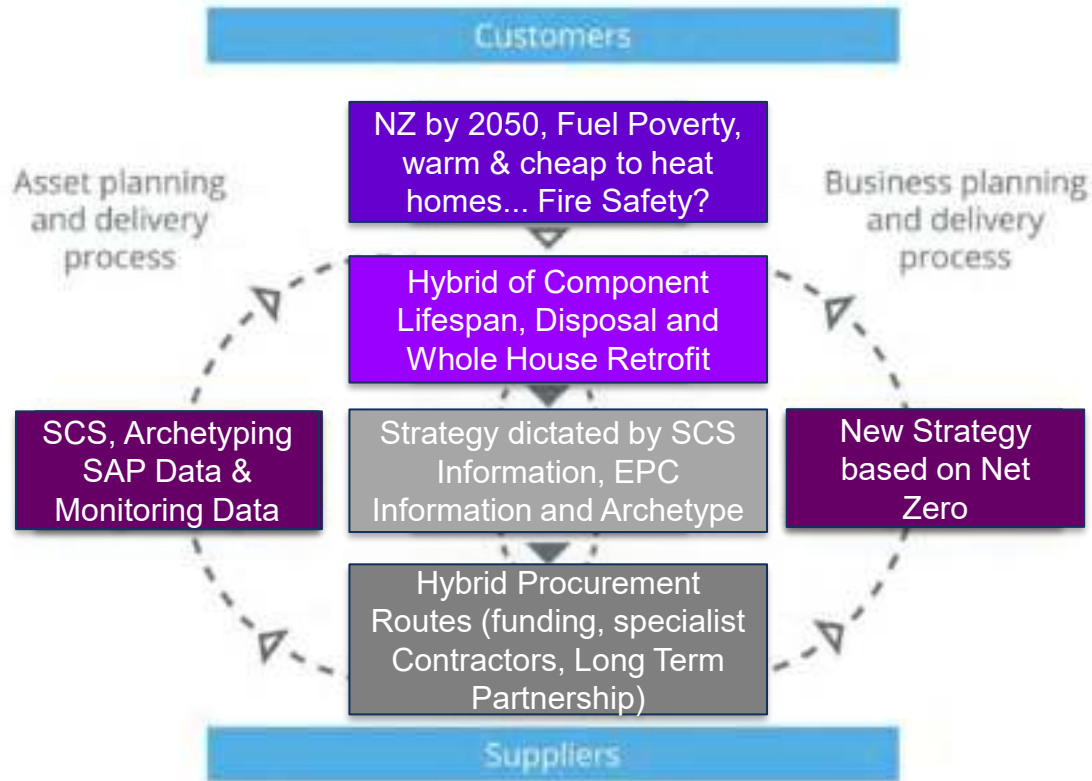 Customers
NZ by 2050, Fuel Poverty,
warm & cheap to heat
homes... Fire Safety?
Asset planning
and delivery
process
Business planning
and delivery
process
Hybrid of Component
Lifespan, Disposal and
Whole House Retrofit
SCS, Archetyping
SAP Data &
Monitoring Data
Strategy dictated by SCS
Information, EPC
Information and Archetype
New Strategy
based on Net
Zero
Hybrid Procurement
Routes (funding, specialist
Contractors, Long Term
Partnership)
Suppliers